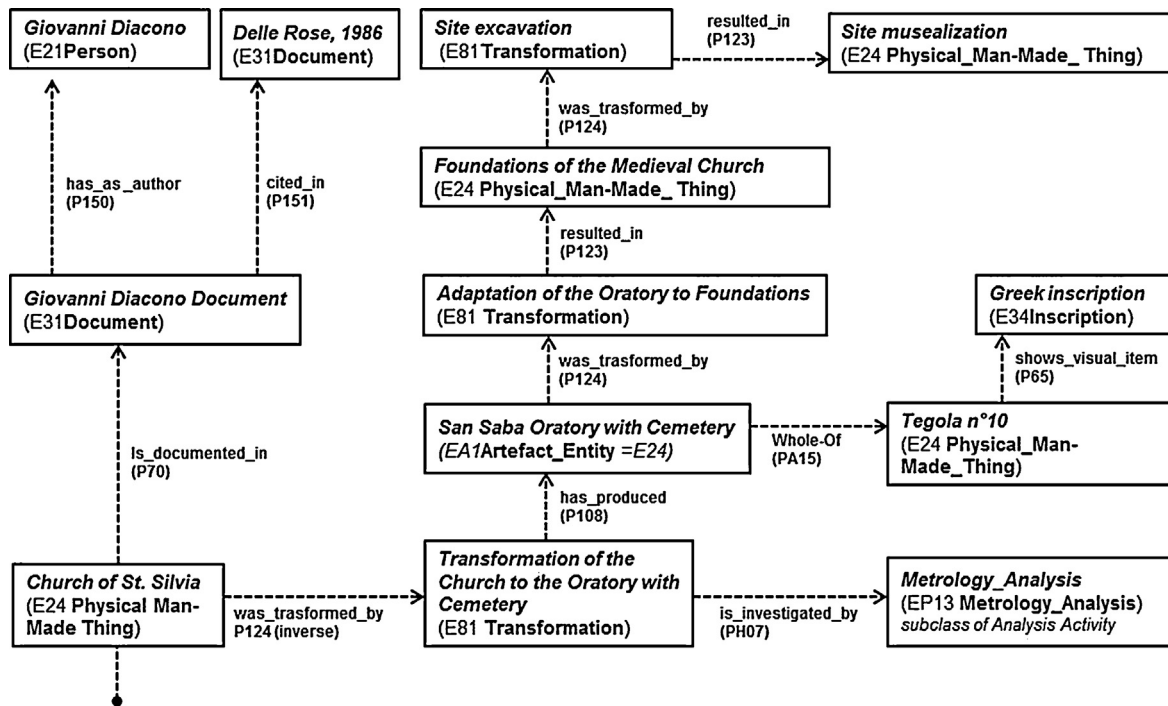 Giovanni Diacono
(E21Person)
Delle Rose, 1986
(E31Document)
Site excavation
(E81Transformation)
resulted_in
(P123)
Site musealization
(E24 Physical_Man-Made_ Thing)
was_trasformed_by
(P124)
has_as_author
(P150)
cited_in
(P151)
Foundations of the Medieval Church
(E24 Physical_Man-Made_ Thing)
resulted_in
(P123)
Giovanni Diacono Document
(E31Document)
Adaptation of the Oratory to Foundations
(E81 Transformation)
Greek inscription
(E34Inscription)
was_trasformed_by
(P124)
shows_visual_item
(P65)
San Saba Oratory with Cemetery
(EA1Artefact_Entity =E24)
Whole-Of
(PA15)
Tegola n°10
(E24 Physical_Man-
Made_Thing)
Is_documented_in
(P70)
has_produced
(P108)
Church of St. Silvia
(E24 Physical Man-
Made Thing)
was_trasformed_by
P124 (inverse)
Transformation of the
Church to the Oratory with
Cemetery
(E81 Transformation)
is_investigated_by
(PH07)
Metrology_Analysis
(EP13 Metrology_Analysis)
subclass of Analysis Activity